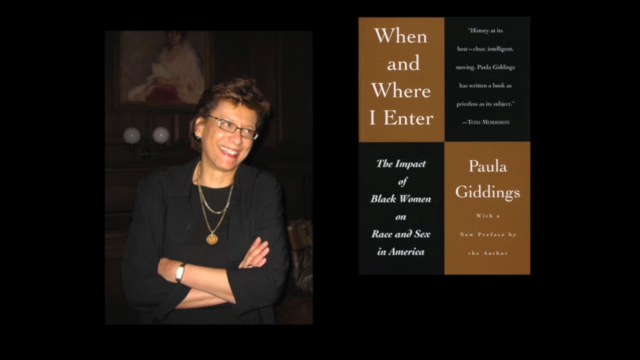 When
and
Where
I Enter
"History at its
best—clear, intelligent,
moving. Paula Giddings
has written a book as
priceless as its subject."
—Toni Morrison
The Impact
of
Black Women
on
Race and Sex
in America
Paula
Giddings
With a
New Preface by
the Author